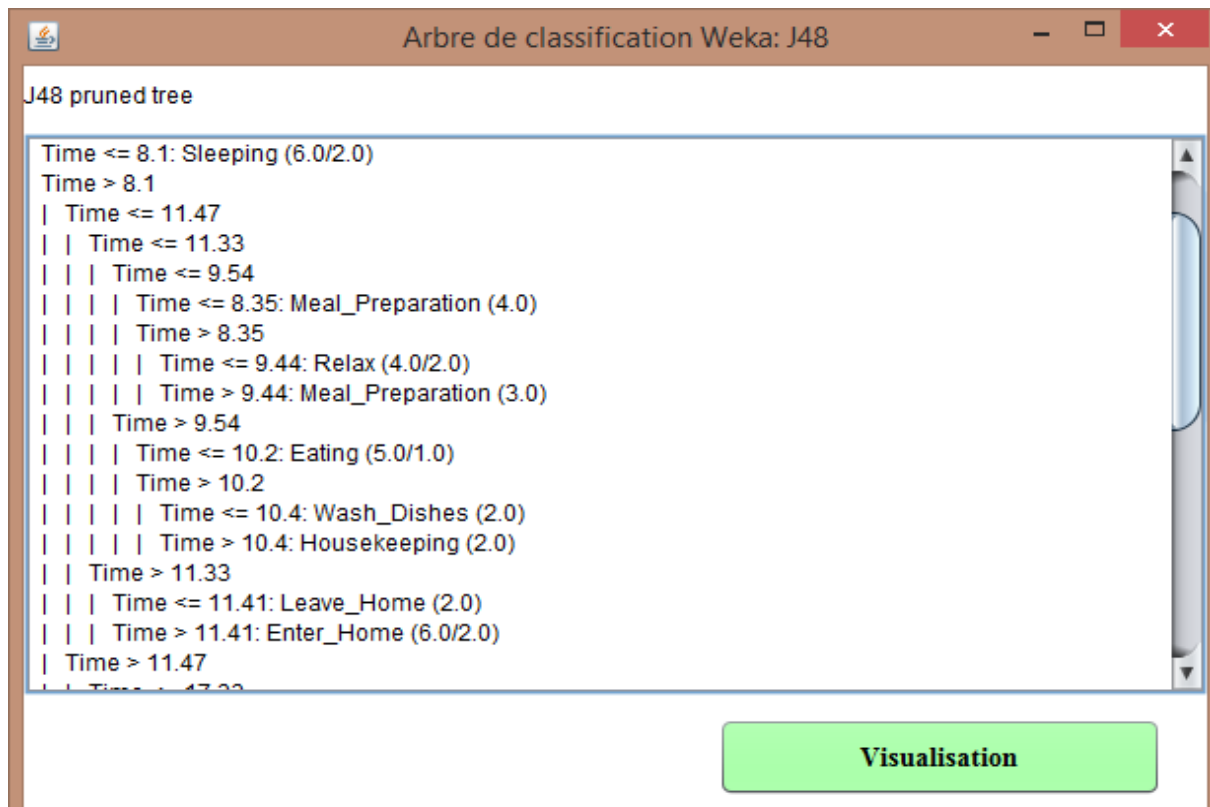 Arbre de classification Weka: J48
J48 pruned tree
Time <= 8.1: Sleeping (6.0/2.0)
Time > 8.1
| Time <= 11.47
| | Time <= 11.33
| | | Time <= 9.54
| | | | Time <= 8.35: Meal_Preparation (4.0)
| | | | Time > 8.35
| | | | | Time <= 9.44: Relax (4.0/2.0)
| | | | | Time > 9.44: Meal_Preparation (3.0)
| | | Time > 9.54
| | | | Time <= 10.2: Eating (5.0/1.0)
| | | | Time > 10.2
| | | | | Time <= 10.4: Wash_Dishes (2.0)
| | | | | Time > 10.4: Housekeeping (2.0)
| | Time > 11.33
| | | Time <= 11.41: Leave_Home (2.0)
| | | Time > 11.41: Enter_Home (6.0/2.0)
| Time > 11.47
Visualisation